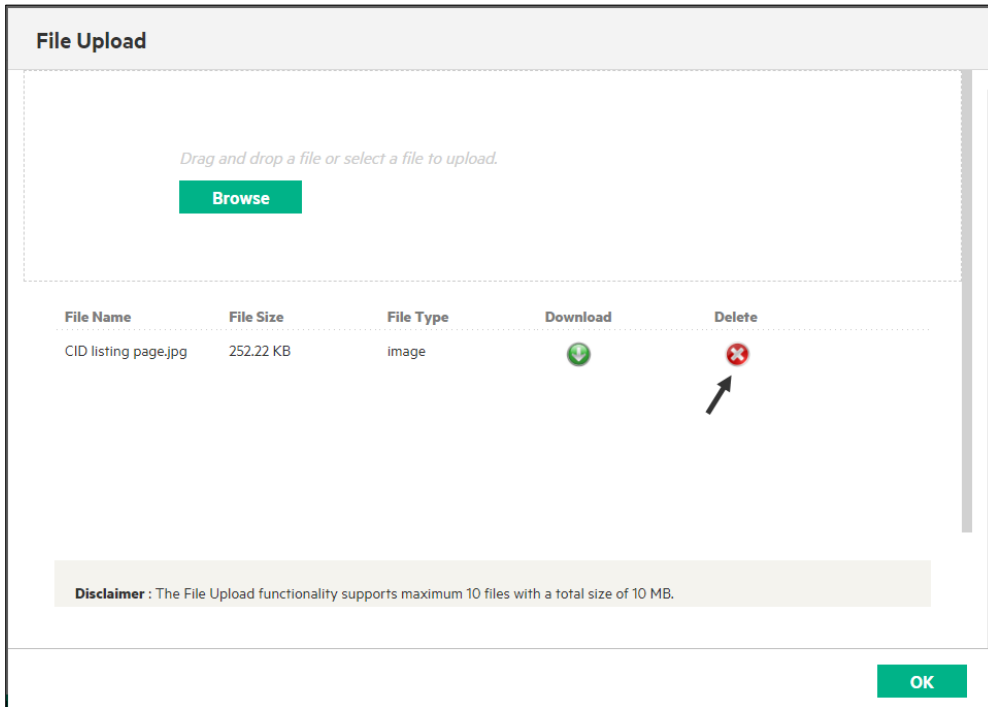 File Upload
Drag and drop a file or select a file to upload.
Browse
File Name File Size File Type Download Delete
CID listing page.jpg 252.22 KB image
Disclaimer : The File Upload functionality supports maximum 10 files with a total size of 10 MB.
OK